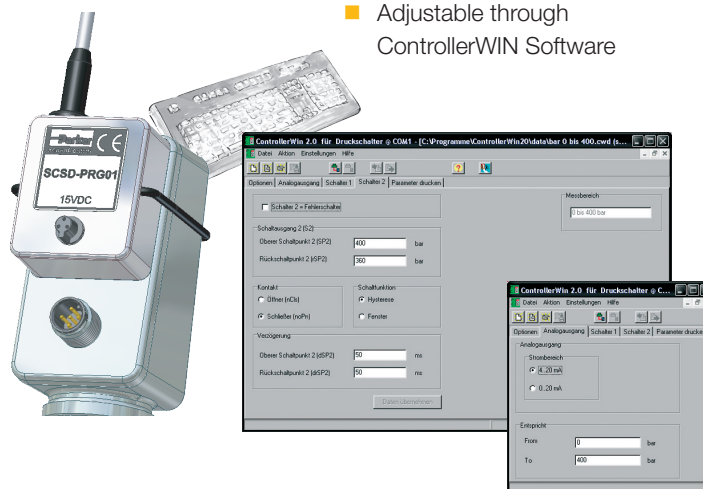 Adjustable through
ControllerWIN Software
Parker CE
SCSD-PRG01
15VDC
ControllerWin 2.0 für Druckschalter @ COM1 - [C:\Programme\ControllerWin20\data\bar 0 bis 400.cwd (s...
Datei Aktion Einstellungen Hilfe
Optionen Analogausgang Schalter 1 Schalter 2 Parameter drucken
Schalter 2 = Fehlerschalter
Messbereich
0 bis 400 bar
Schaltausgang 2 (S2)
Oberer Schaltpunkt 2 (SP2) 400 bar
Rückschaltpunkt 2 (rSP2) 360 bar
Kontakt
Öffner (nCls)
Schließer (noPn)
Schaltfunktion
Hysterese
Fenster
Verzögerung
Oberer Schaltpunkt 2 (dSP2) 50 ms
Rückschaltpunkt 2 (drSP2) 50 ms
Daten übernehmen
ControllerWin 2.0 für Druckschalter @ C...
Datei Aktion Einstellungen Hilfe
Optionen Analogausgang Schalter 1 Schalter 2 Parameter drucke
Analogausgang
Strombereich
4..20 mA
0..20 mA
Entspricht
From 0 bar
To 400 bar